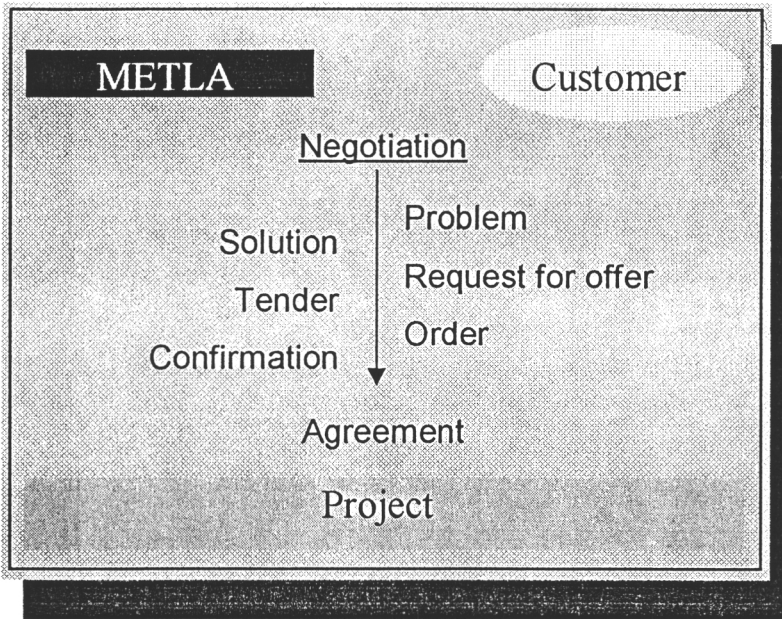 METLA
Customer
Negotiation
Problem
Solution
Request for offer
Tender
Order
Confirmation
Agreement
Project